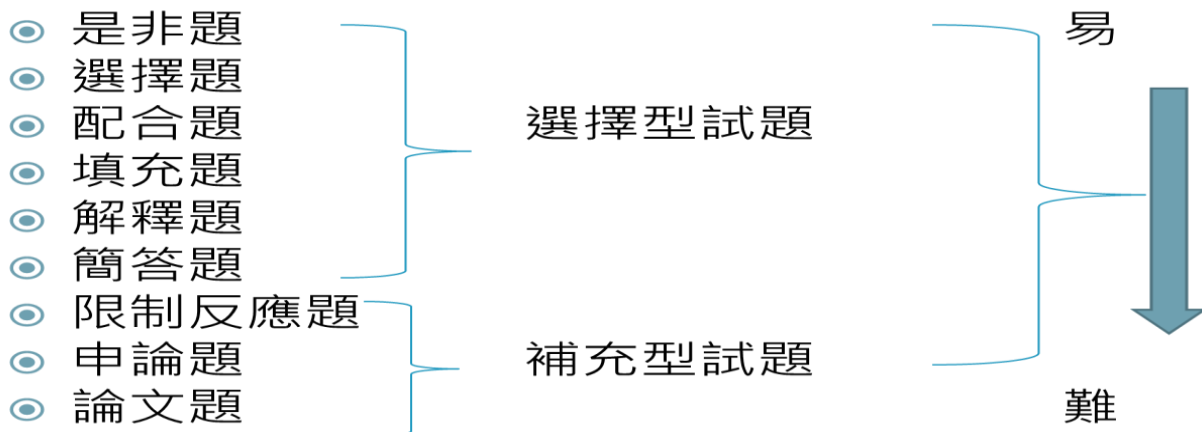 是非題
選擇題
配合題
填充題
解釋題
簡答題
限制反應題
申論題
論文題
選擇型試題
補充型試題
易
難